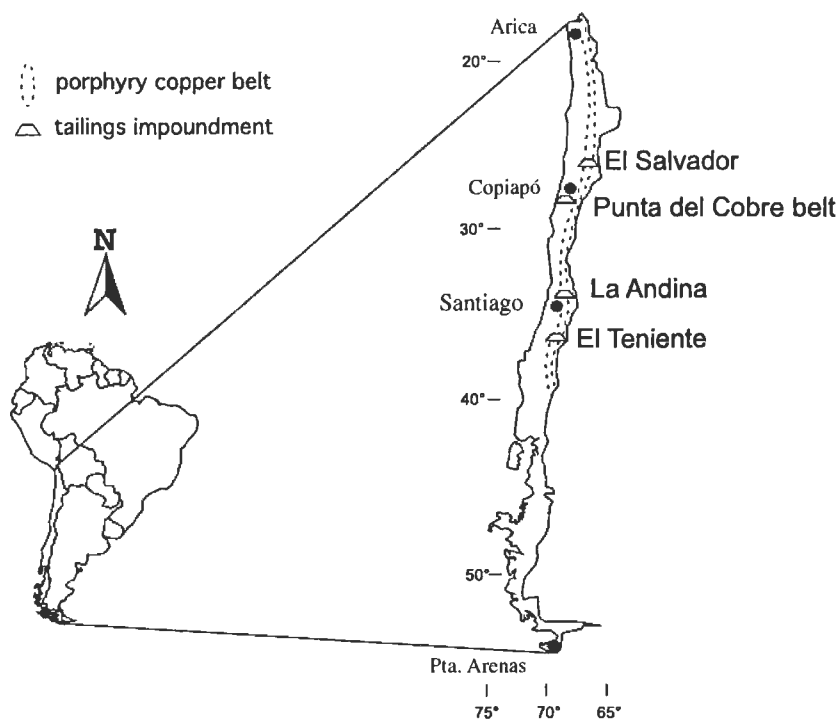 Arica
20°
porphyry copper belt
tailings impoundment
El Salvador
Copiapó
Punta del Cobre belt
30°
N
La Andina
Santiago
El Teniente
40°
50°
Pta. Arenas
75° 70° 65°